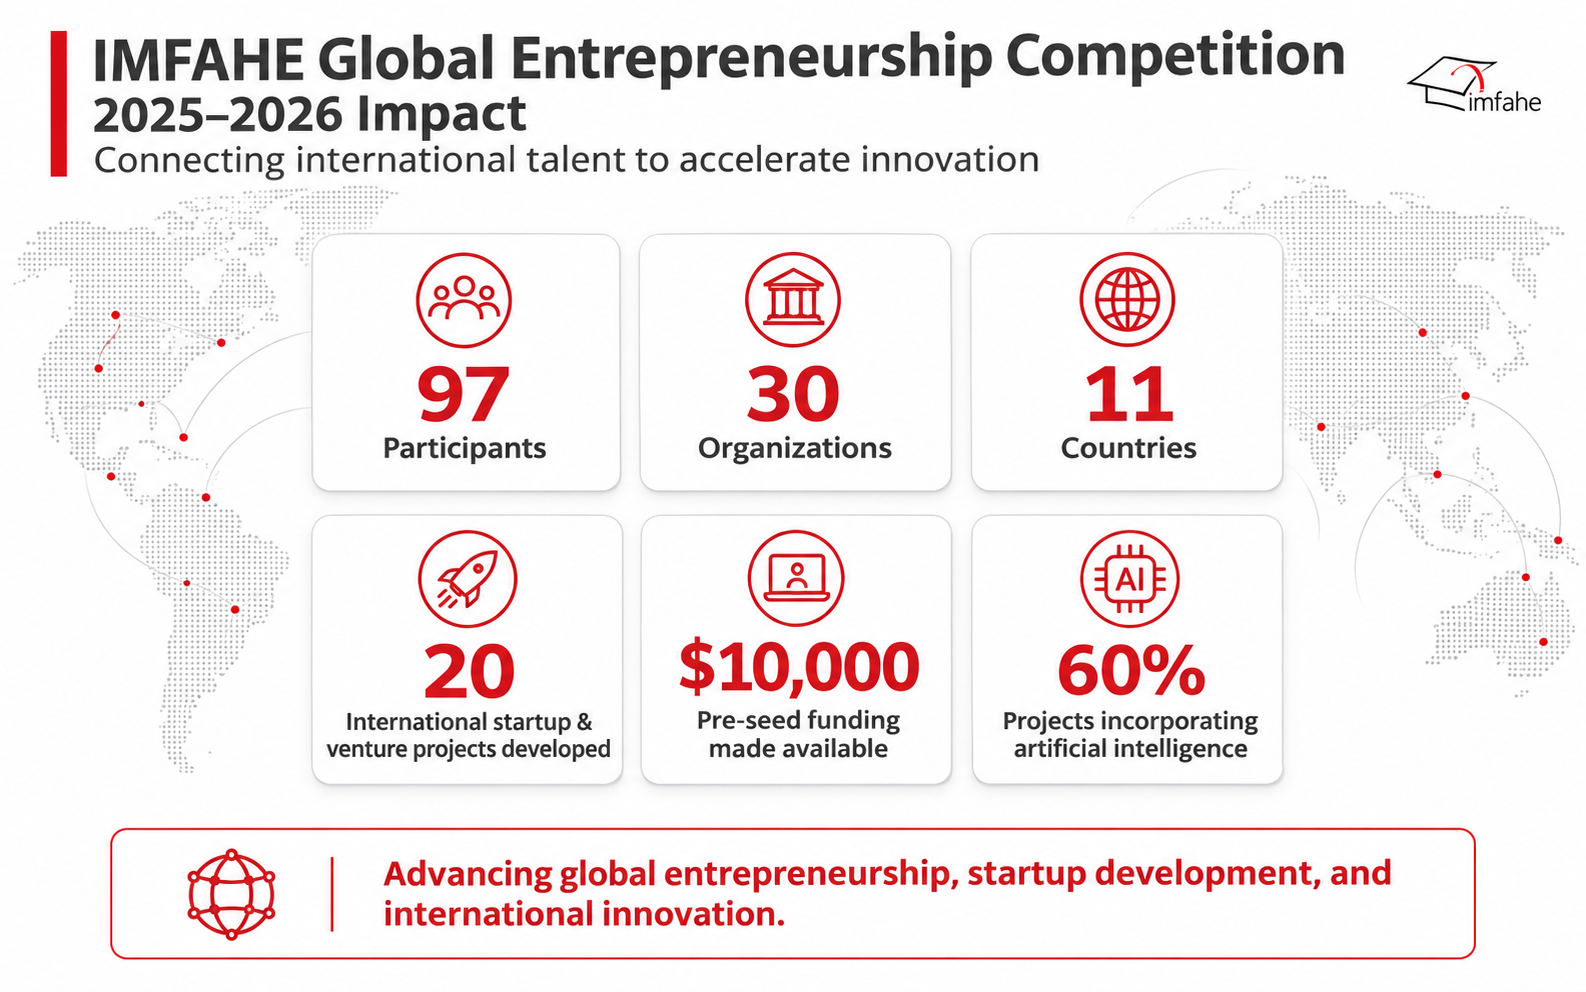 IMFAHE Global Entrepreneurship Competition
2025–2026 Impact
Connecting international talent to accelerate innovation
imfahe
97
Participants
30
Organizations
11
Countries
20
International startup &
venture projects developed
$10,000
Pre-seed funding
made available
AI
60%
Projects incorporating
artificial intelligence
Advancing global entrepreneurship, startup development, and
international innovation.